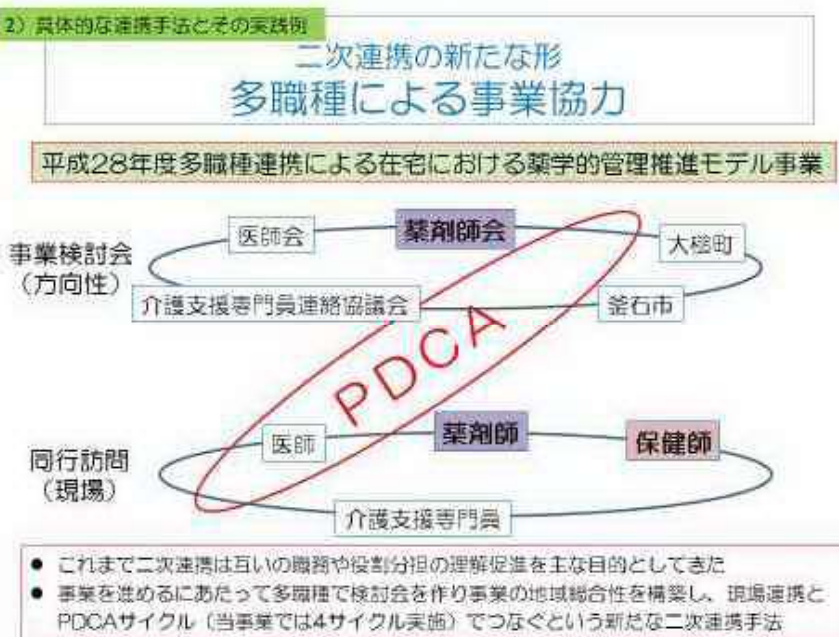 2）具体的な連携手法とその実践例
二次連携の新たな形
多職種による事業協力
平成28年度多職種連携による在宅における薬学的管理推進モデル事業
事業検討会
（方向性）
医師会
薬剤師会
大槌町
介護支援専門員連絡協議会
釜石市
PDCA
同行訪問
（現場）
医師
薬剤師
保健師
介護支援専門員
● これまで二次連携は互いの職務や役割分担の理解促進を主な目的としてきた
● 事業を進めるにあたって多職種で検討会を作り事業の地域総合性を構築し、現場連携と
PDCAサイクル（当事業では4サイクル実施）でつなぐという新たな二次連携手法